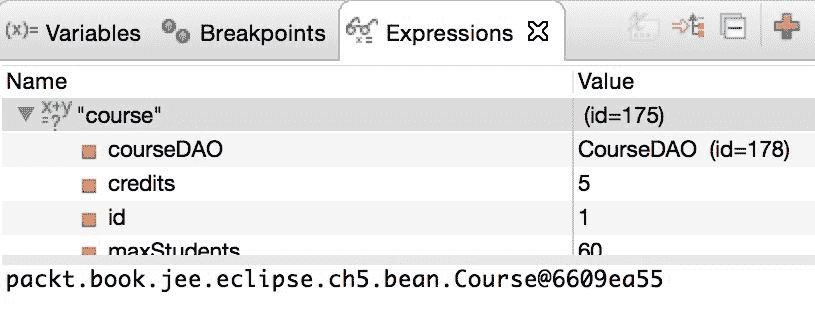 (x)= Variables Breakpoints Expressions
Name Value
x+y =? "course" (id=175)
courseDAO CourseDAO (id=178)
credits 5
id 1
maxStudents 60
packt.book.jee.eclipse.ch5.bean.Course@6609ea55